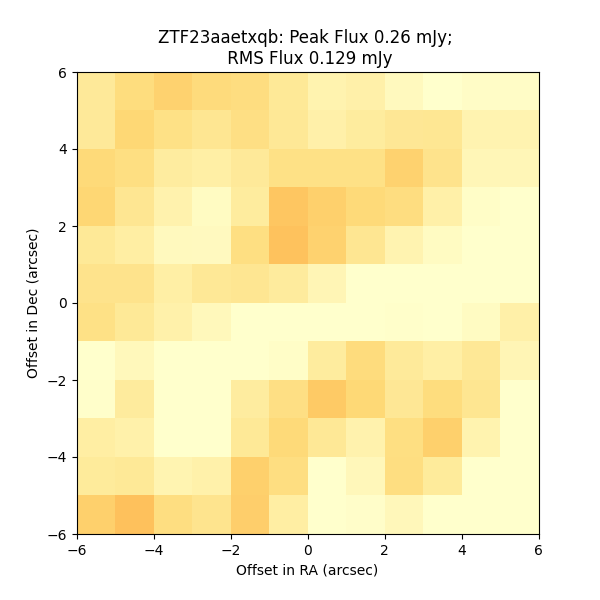 ZTF23aaetxqb: Peak Flux 0.26 mJy;
RMS Flux 0.129 mJy
6
4
2
0
−2
−4
−6
Offset in Dec (arcsec)
−6 −4 −2 0 2 4 6
Offset in RA (arcsec)